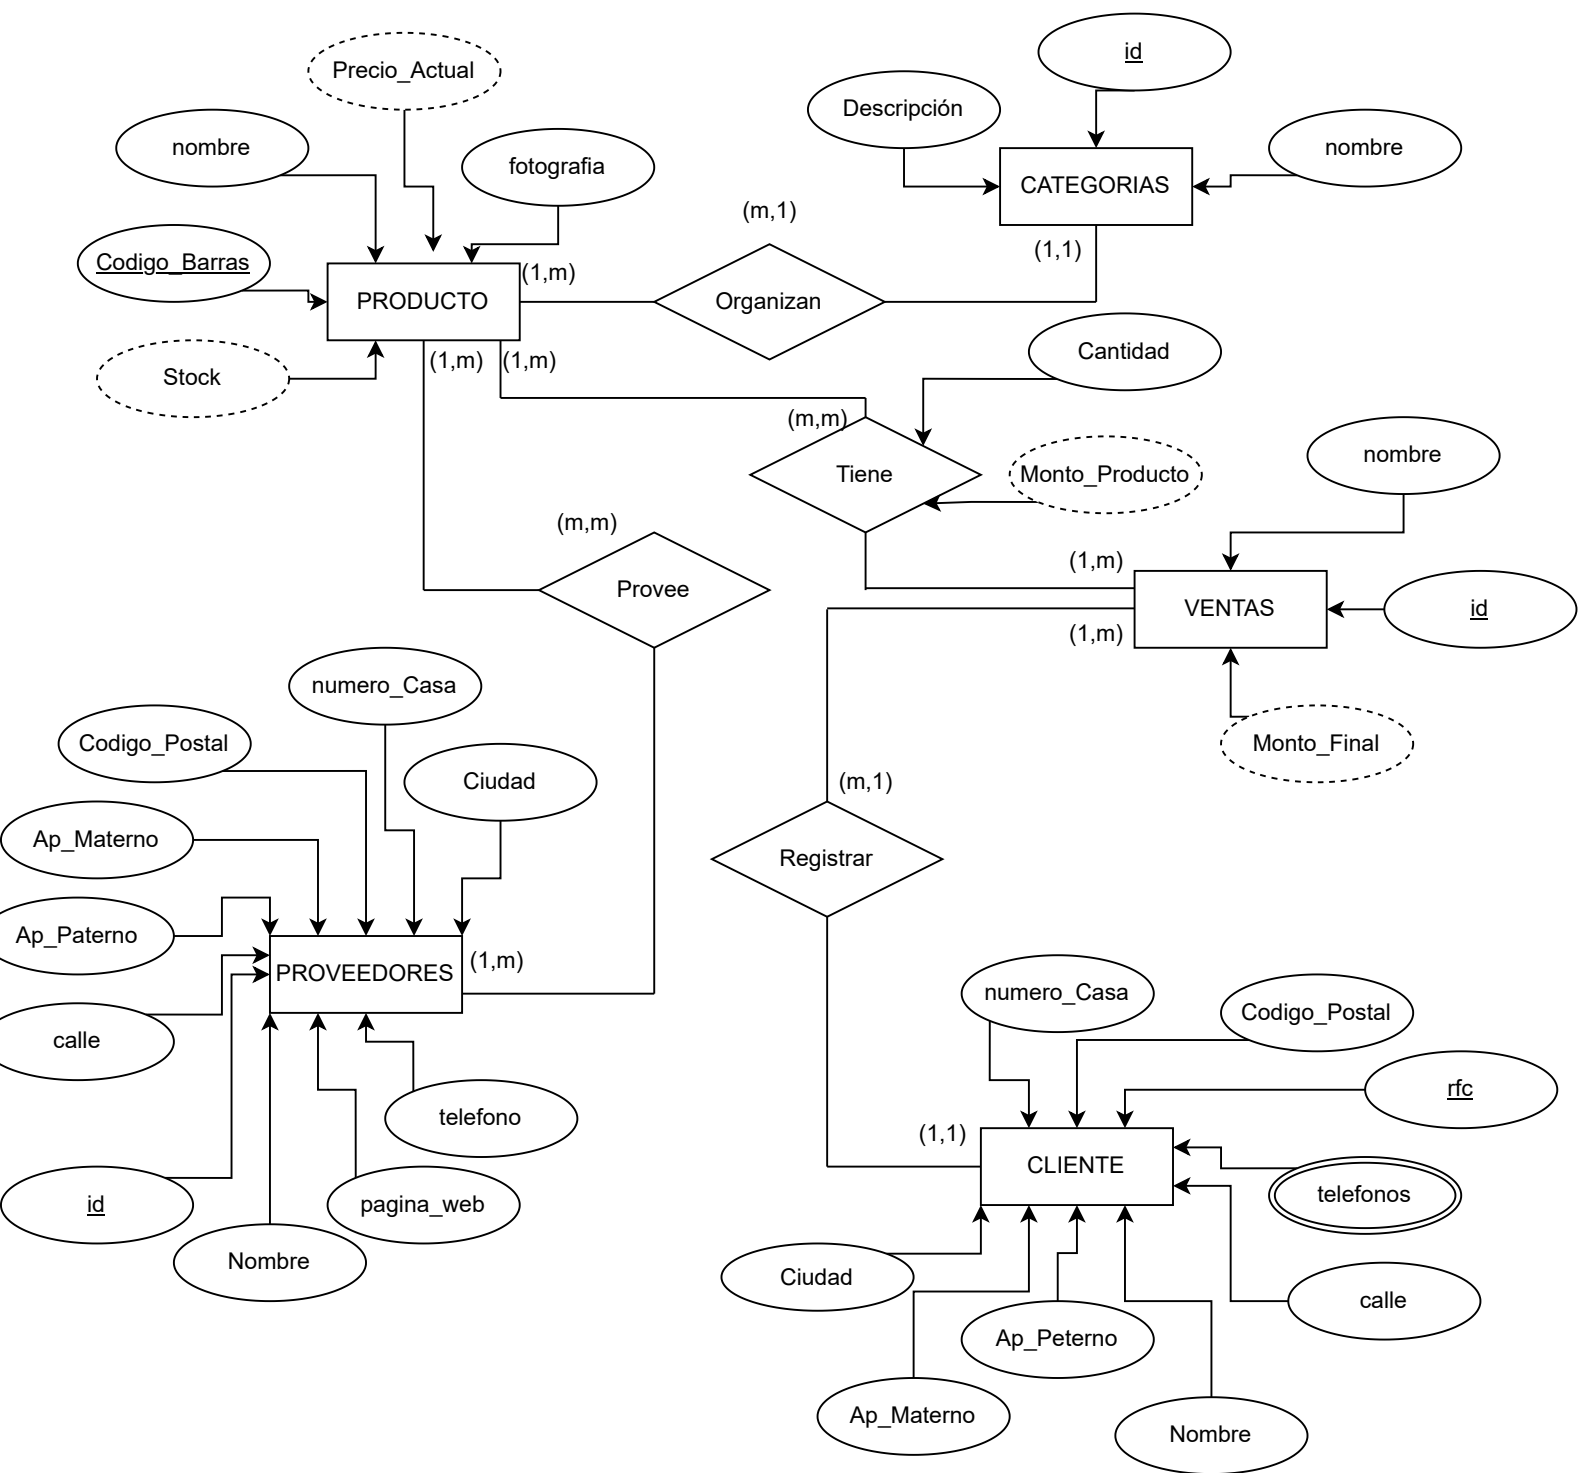 id
Precio_Actual
Descripción
nombre
nombre
fotografia
CATEGORIAS
(m,1)
(1,1)
Codigo_Barras
(1,m)
PRODUCTO
Organizan
(1,m)
(1,m)
Cantidad
Stock
(m,m)
nombre
Tiene
Monto_Producto
(m,m)
(1,m)
Provee
VENTAS
id
(1,m)
numero_Casa
Codigo_Postal
Monto_Final
Ciudad
(m,1)
Ap_Materno
Registrar
Ap_Paterno
(1,m)
PROVEEDORES
numero_Casa
Codigo_Postal
calle
rfc
telefono
(1,1)
CLIENTE
telefonos
id
pagina_web
Nombre
Ciudad
calle
Ap_Peterno
Ap_Materno
Nombre